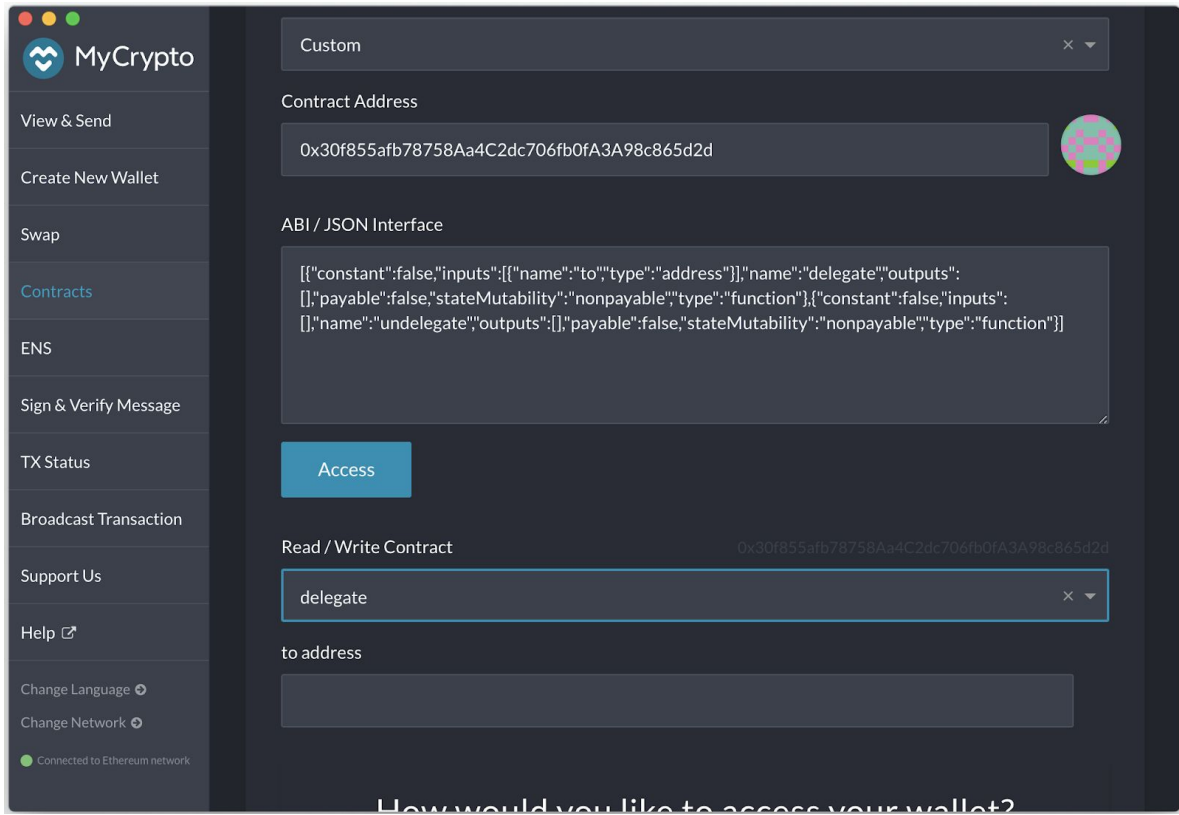 MyCrypto
View & Send
Create New Wallet
Swap
Contracts
ENS
Sign & Verify Message
TX Status
Broadcast Transaction
Support Us
Help
Change Language
Change Network
Connected to Ethereum network
Custom
Contract Address
0x30f855afb78758Aa4C2dc706fb0fA3A98c865d2d
ABI / JSON Interface
[{"constant":false,"inputs":[{"name":"to","type":"address"}],"name":"delegate","outputs":
[],"payable":false,"stateMutability":"nonpayable","type":"function"},{"constant":false,"inputs":
[],"name":"undelegate","outputs":[],"payable":false,"stateMutability":"nonpayable","type":"function"}]
Access
Read / Write Contract
0x30f855afb78758Aa4C2dc706fb0fA3A98c865d2d
delegate
to address
How would you like to access your wallet?